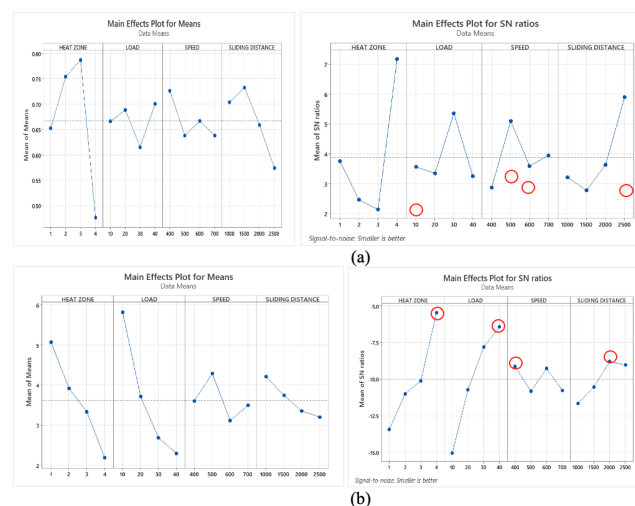 Main Effects Plot for Means
Data Means
HEAT ZONE LOAD SPEED SLIDING DISTANCE
Mean of Means
0.80
0.75
0.70
0.65
0.60
0.55
0.50
1 2 3 4 10 20 30 40 400 500 600 700 1000 1500 2000 2500
Main Effects Plot for SN ratios
Data Means
HEAT ZONE LOAD SPEED SLIDING DISTANCE
Mean of SN ratios
7
6
5
4
3
2
1 2 3 4 10 20 30 40 400 500 600 700 1000 1500 2000 2500
Signal-to-noise: Smaller is better
(a)
Main Effects Plot for Means
Data Means
HEAT ZONE LOAD SPEED SLIDING DISTANCE
Mean of Means
6
5
4
3
2
1 2 3 4 10 20 30 40 400 500 600 700 1000 1500 2000 2500
Main Effects Plot for SN ratios
Data Means
HEAT ZONE LOAD SPEED SLIDING DISTANCE
Mean of SN ratios
-5.0
-7.5
-10.0
-12.5
-15.0
1 2 3 4 10 20 30 40 400 500 600 700 1000 1500 2000 2500
Signal-to-noise: Smaller is better
(b)